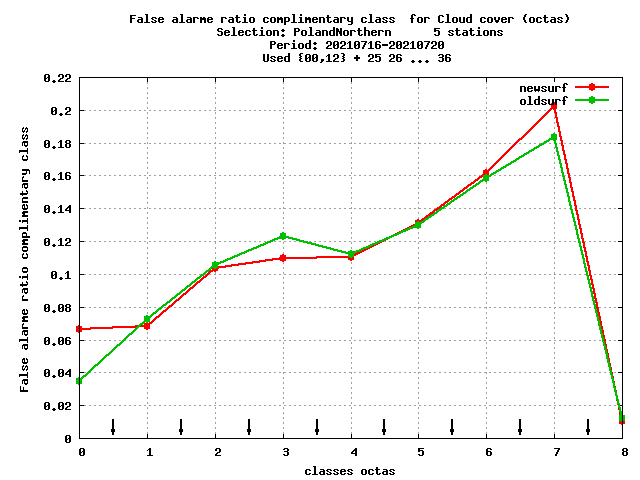 False alarme ratio complimentary class  for Cloud cover (octas)
Selection: PolandNorthern      5 stations
Period: 20210716-20210720
Used {00,12} + 25 26 ... 36
newsurf
oldsurf
False alarme ratio complimentary class
0.22
0.2
0.18
0.16
0.14
0.12
0.1
0.08
0.06
0.04
0.02
0
0 1 2 3 4 5 6 7 8
classes octas